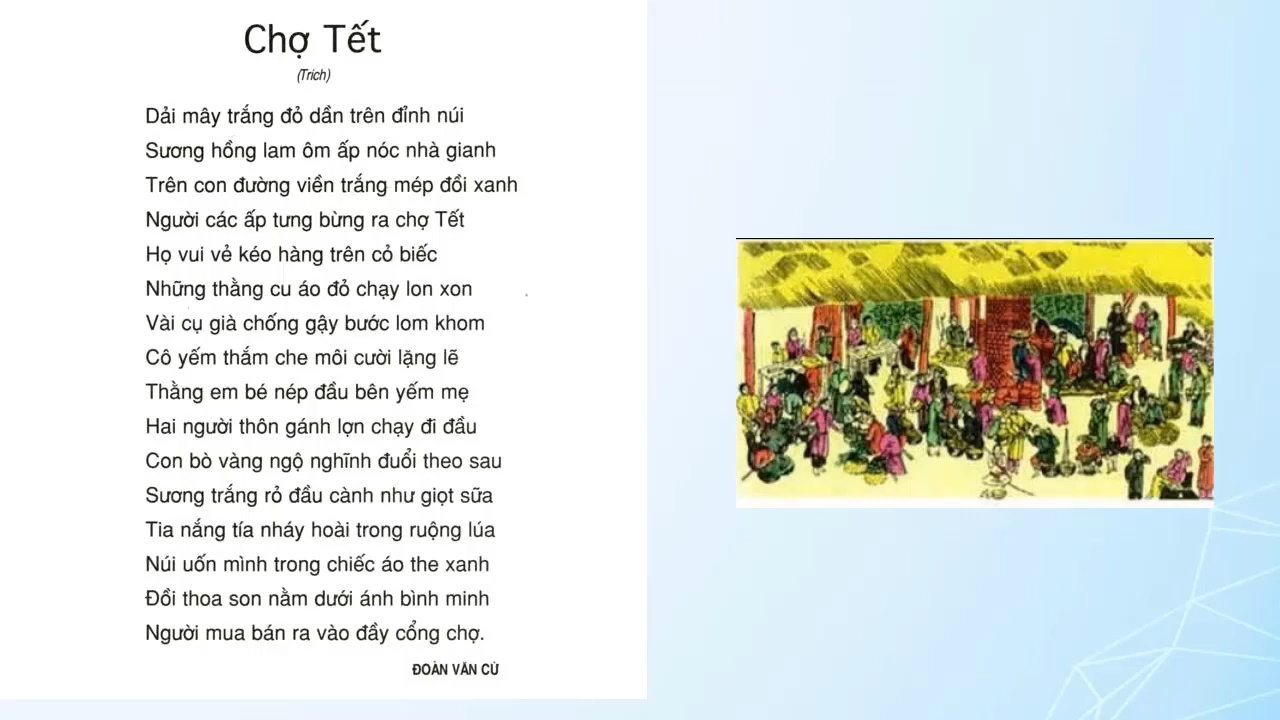 Chợ Tết
(Trích)
Dải mây trắng đỏ dần trên đỉnh núi
Sương hồng lam ôm ấp nóc nhà gianh
Trên con đường viền trắng mép đồi xanh
Người các ấp tưng bừng ra chợ Tết
Họ vui vẻ kéo hàng trên cỏ biếc
Những thằng cu áo đỏ chạy lon xon
Vài cụ già chống gậy bước lom khom
Cô yếm thắm che môi cười lặng lẽ
Thằng em bé nép đầu bên yếm mẹ
Hai người thôn gánh lợn chạy đi đầu
Con bò vàng ngộ nghĩnh đuổi theo sau
Sương trắng rỏ đầu cành như giọt sữa
Tia nắng tía nháy hoài trong ruộng lúa
Núi uốn mình trong chiếc áo the xanh
Đồi thoa son nằm dưới ánh bình minh
Người mua bán ra vào đầy cổng chợ.
ĐOÀN VĂN CỪ